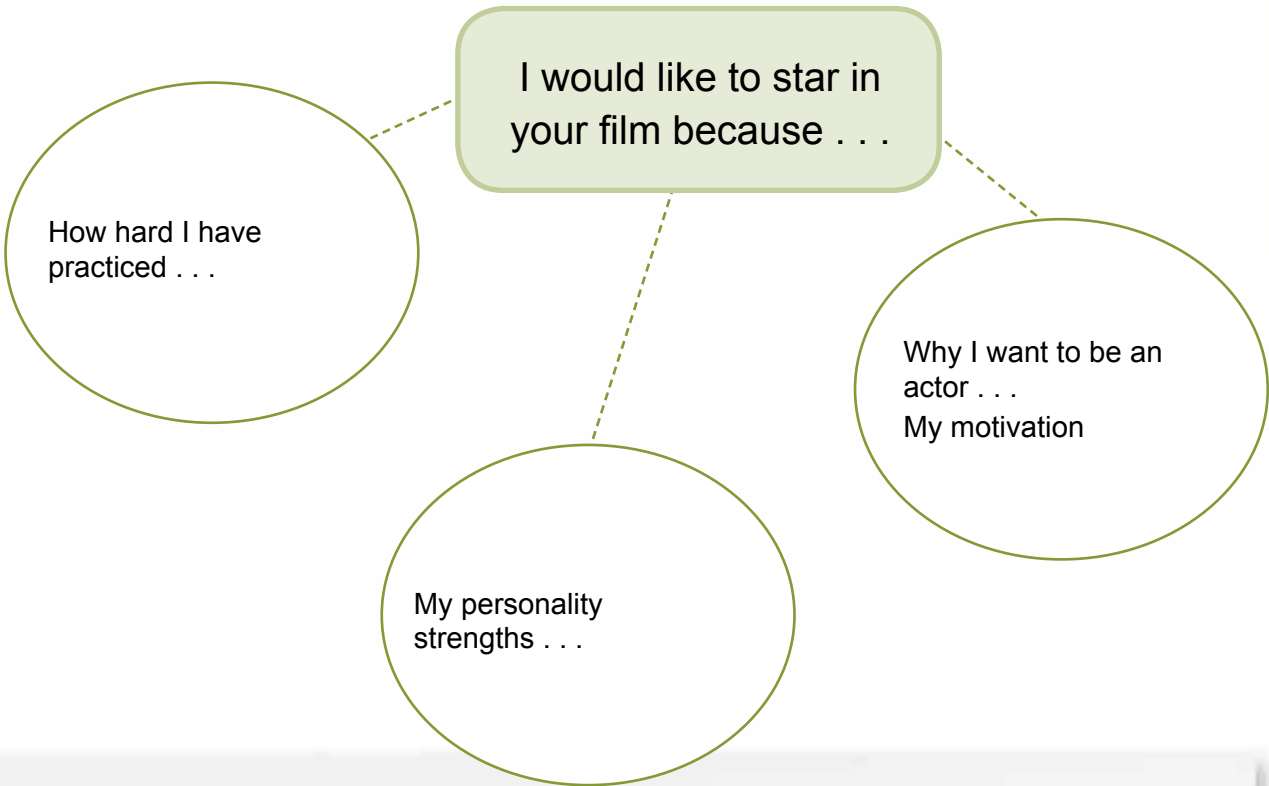 I would like to star in
your film because . . .
How hard I have
practiced . . .
Why I want to be an
actor . . .
My motivation
My personality
strengths . . .